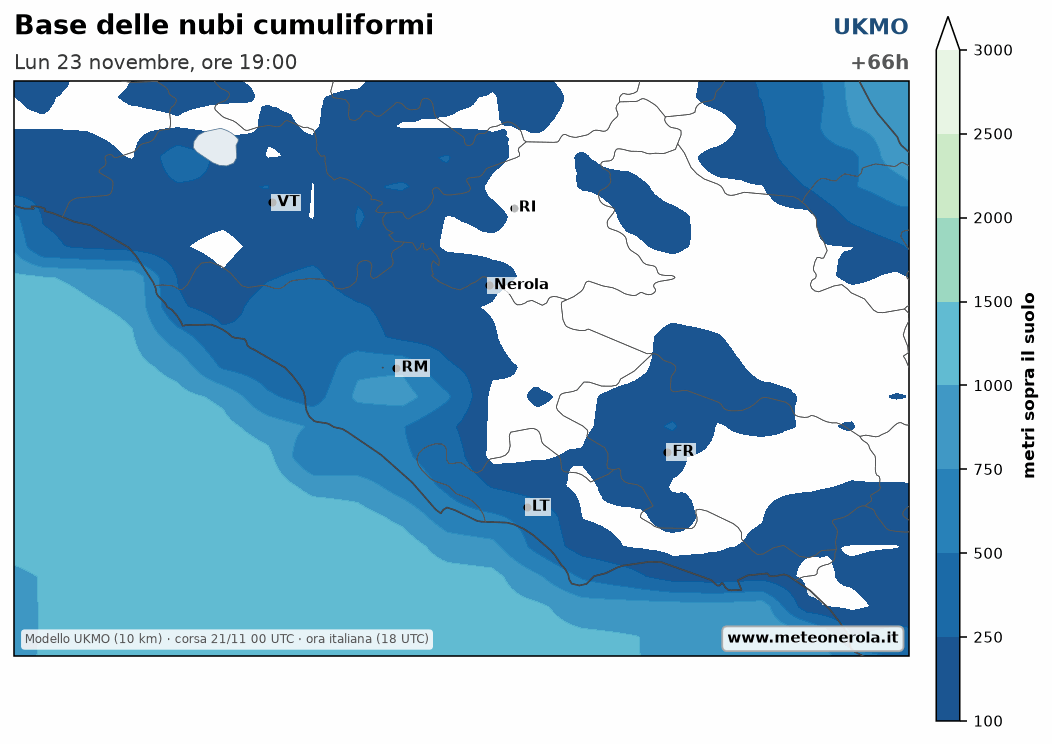 Base delle nubi cumuliformi
UKMO
Lun 23 novembre, ore 19:00
+66h
VT
RI
Nerola
RM
FR
LT
Modello UKMO (10 km) · corsa 21/11 00 UTC · ora italiana (18 UTC)
www.meteonerola.it
3000
2500
2000
1500
1000
750
500
250
100
metri sopra il suolo